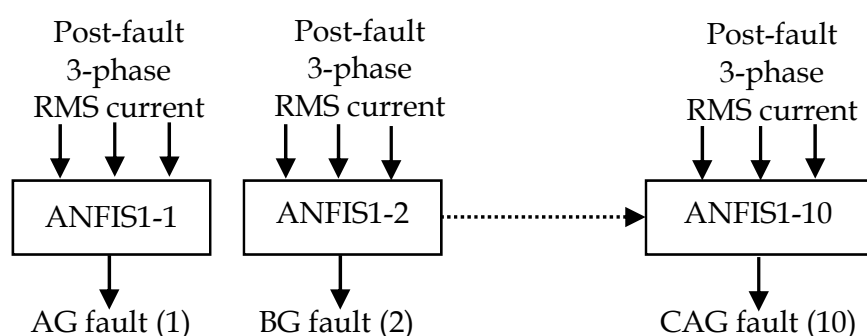 Post-fault
3-phase
RMS current
Post-fault
3-phase
RMS current
Post-fault
3-phase
RMS current
ANFIS1-1
ANFIS1-2
ANFIS1-10
AG fault (1)
BG fault (2)
CAG fault (10)